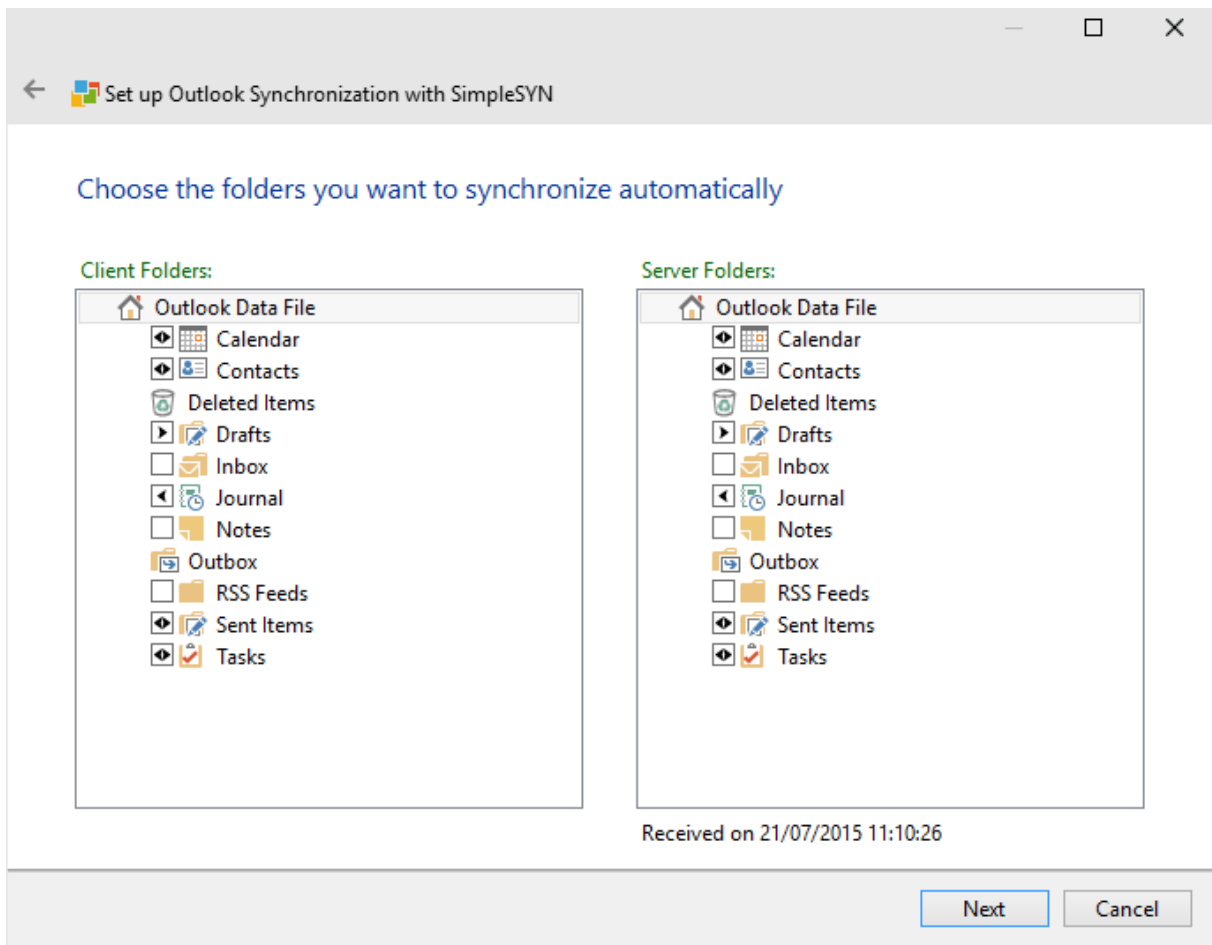 Set up Outlook Synchronization with SimpleSYN
Choose the folders you want to synchronize automatically
Client Folders:
Outlook Data File
Calendar
Contacts
Deleted Items
Drafts
Inbox
Journal
Notes
Outbox
RSS Feeds
Sent Items
Tasks
Server Folders:
Outlook Data File
Calendar
Contacts
Deleted Items
Drafts
Inbox
Journal
Notes
Outbox
RSS Feeds
Sent Items
Tasks
Received on 21/07/2015 11:10:26
Next
Cancel